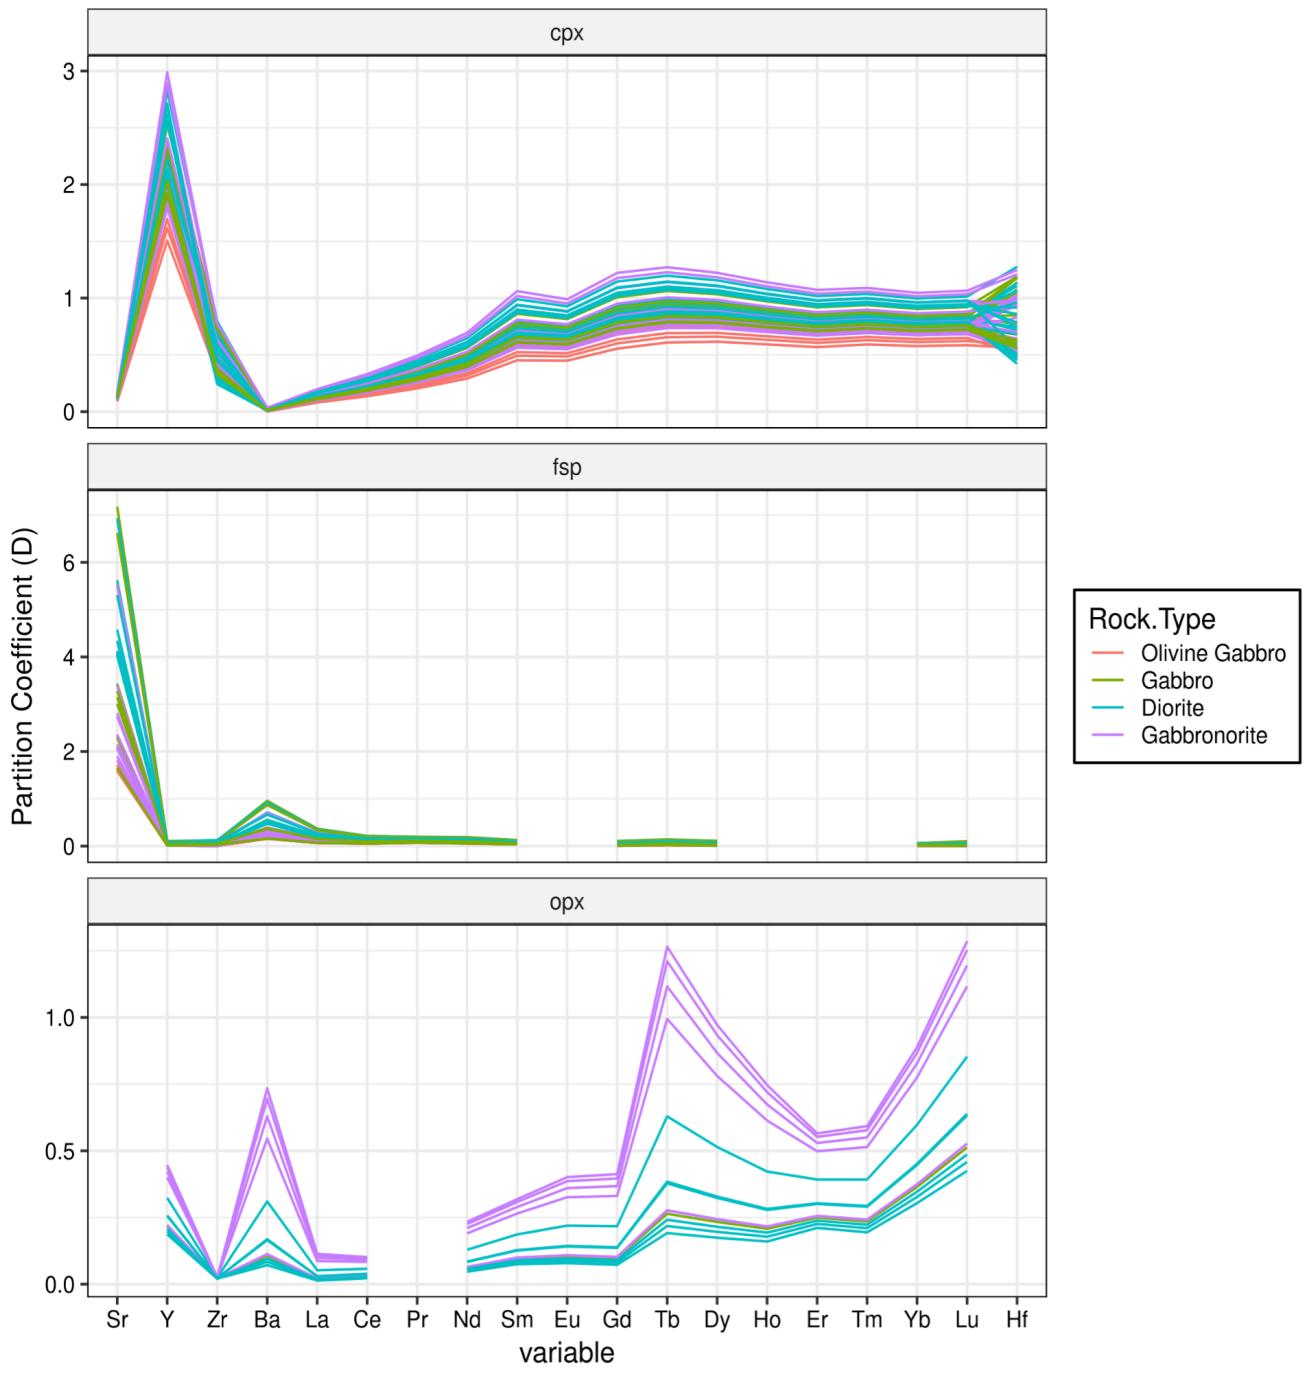 cpx
3
2
1
0
fsp
6
4
2
0
opx
1.0
0.5
0.0
Sr Y Zr Ba La Ce Pr Nd Sm Eu Gd Tb Dy Ho Er Tm Yb Lu Hf
variable
Partition Coefficient (D)
Rock.Type
Olivine Gabbro
Gabbro
Diorite
Gabbronorite